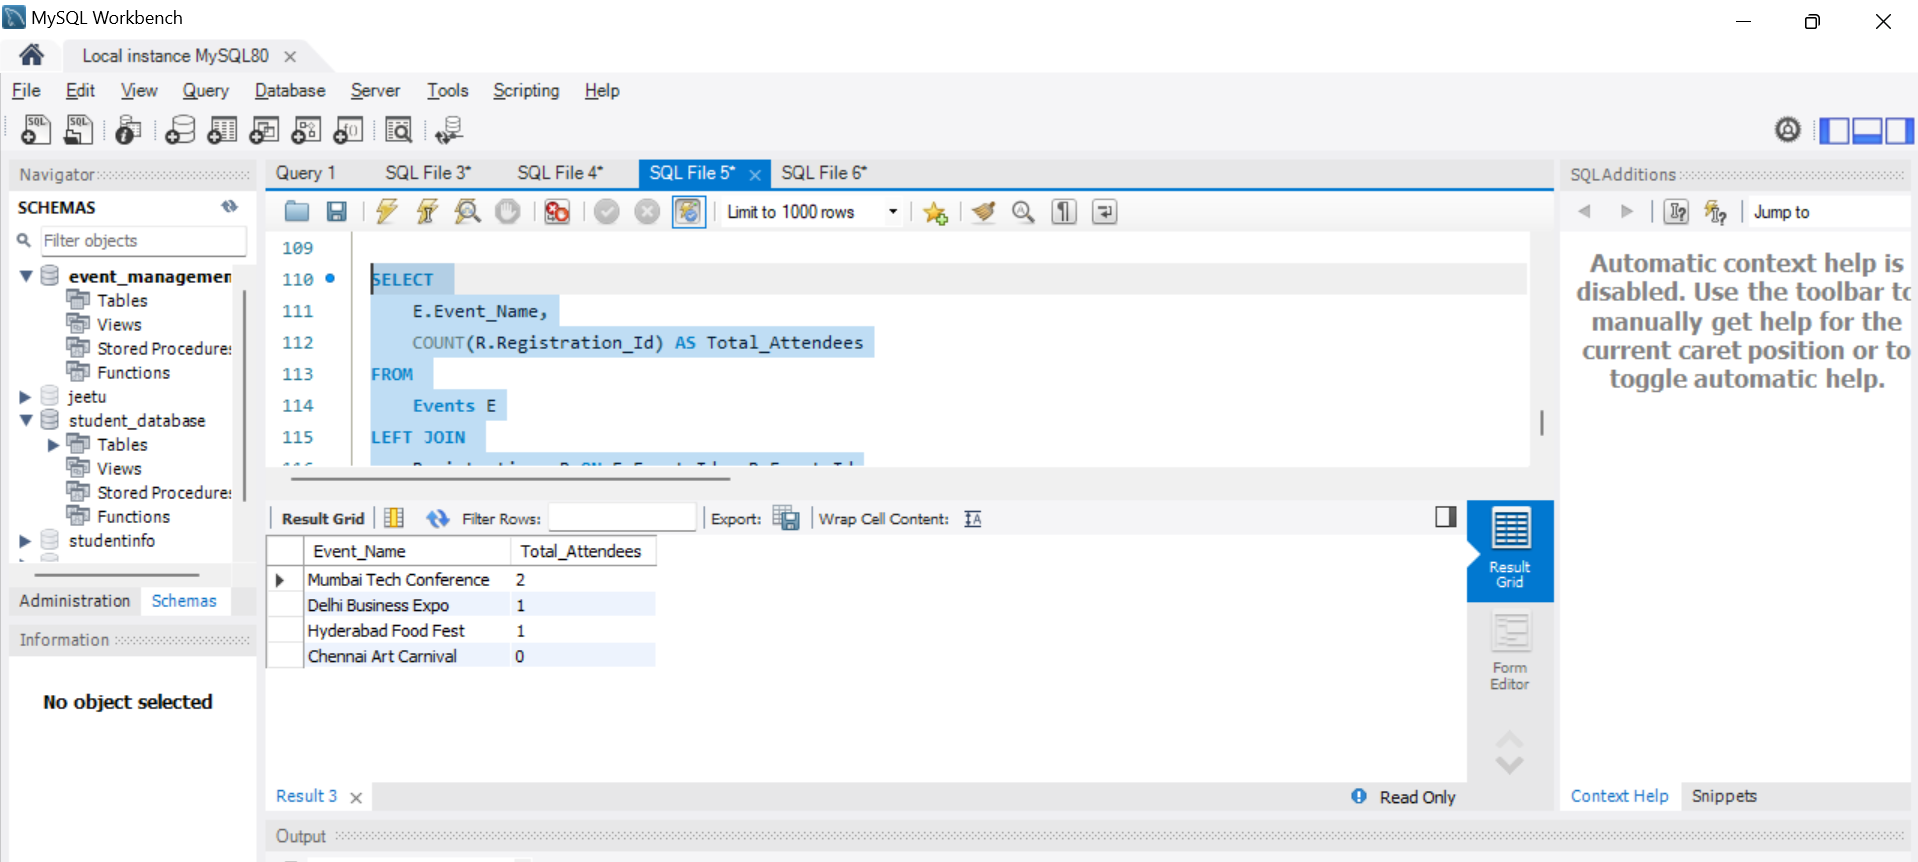 MySQL Workbench
Local instance MySQL80
File Edit View Query Database Server Tools Scripting Help
Navigator
SCHEMAS
Filter objects
event_managemen
Tables
Views
Stored Procedure
Functions
jeetu
student_database
Tables
Views
Stored Procedure
Functions
studentinfo
Administration Schemas
Information
No object selected
Query 1 SQL File 3* SQL File 4* SQL File 5* SQL File 6*
Limit to 1000 rows
109
110 SELECT
111 E.Event_Name,
112 COUNT(R.Registration_Id) AS Total_Attendees
113 FROM
114 Events E
115 LEFT JOIN
Result Grid Filter Rows: Export: Wrap Cell Content:
Event_Name Total_Attendees
Mumbai Tech Conference 2
Delhi Business Expo 1
Hyderabad Food Fest 1
Chennai Art Carnival 0
Result Grid
Form Editor
Result 3 Read Only
Output
SQLAdditions
Jump to
Automatic context help is
disabled. Use the toolbar to
manually get help for the
current caret position or to
toggle automatic help.
Context Help Snippets